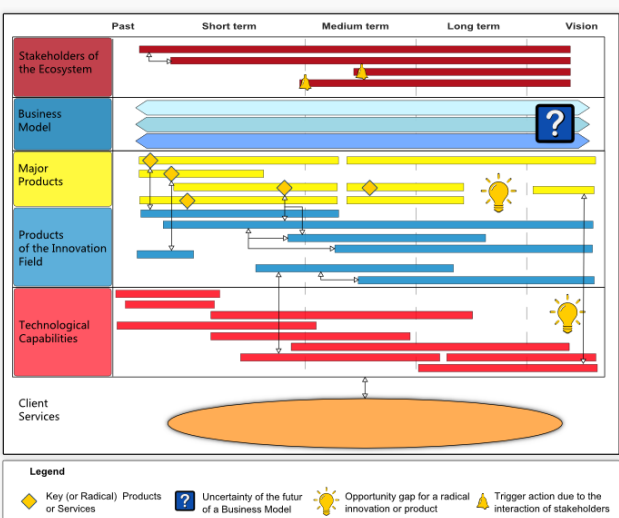 Past Short term Medium term Long term Vision
Stakeholders of
the Ecosystem
Business
Model
?
Major
Products
Products
of the Innovation
Field
Technological
Capabilities
Client
Services
Legend
Key (or Radical) Products
or Services
?
Uncertainty of the futur
of a Business Model
Opportunity gap for a radical
innovation or product
Trigger action due to the
interaction of stakeholders